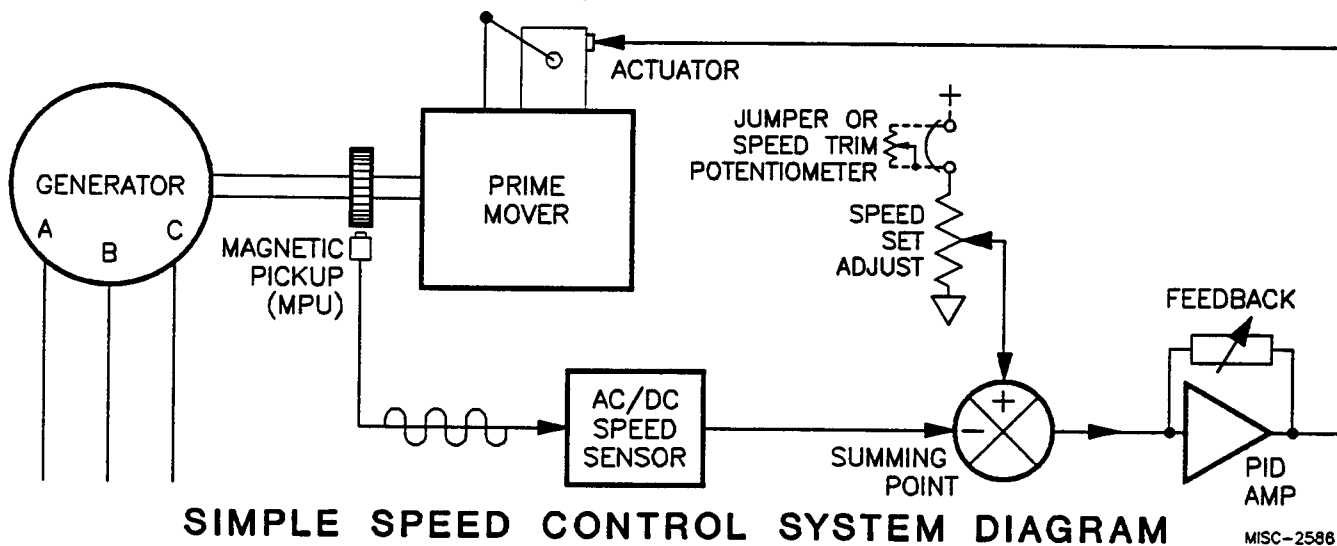 ACTUATOR
+
JUMPER OR
SPEED TRIM
POTENTIOMETER
GENERATOR
A
B
C
PRIME
MOVER
MAGNETIC
PICKUP
(MPU)
SPEED
SET
ADJUST
FEEDBACK
AC/DC
SPEED
SENSOR
+
-
SUMMING
POINT
PID
AMP
SIMPLE SPEED CONTROL SYSTEM DIAGRAM
MISC-2586